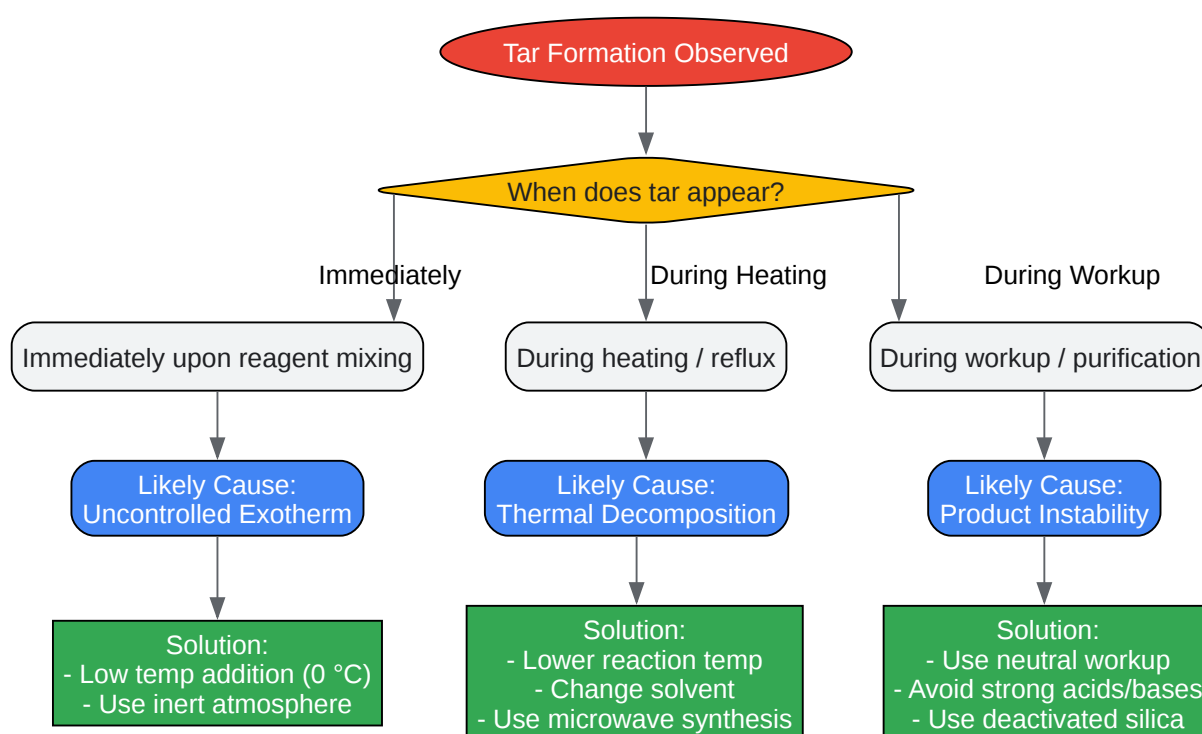 Tar Formation Observed
When does tar appear?
Immediately
During Heating
During Workup
Immediately upon reagent mixing
During heating / reflux
During workup / purification
Likely Cause:
Uncontrolled Exotherm
Likely Cause:
Thermal Decomposition
Likely Cause:
Product Instability
Solution:
- Low temp addition (0 °C)
- Use inert atmosphere
Solution:
- Lower reaction temp
- Change solvent
- Use microwave synthesis
Solution:
- Use neutral workup
- Avoid strong acids/bases
- Use deactivated silica